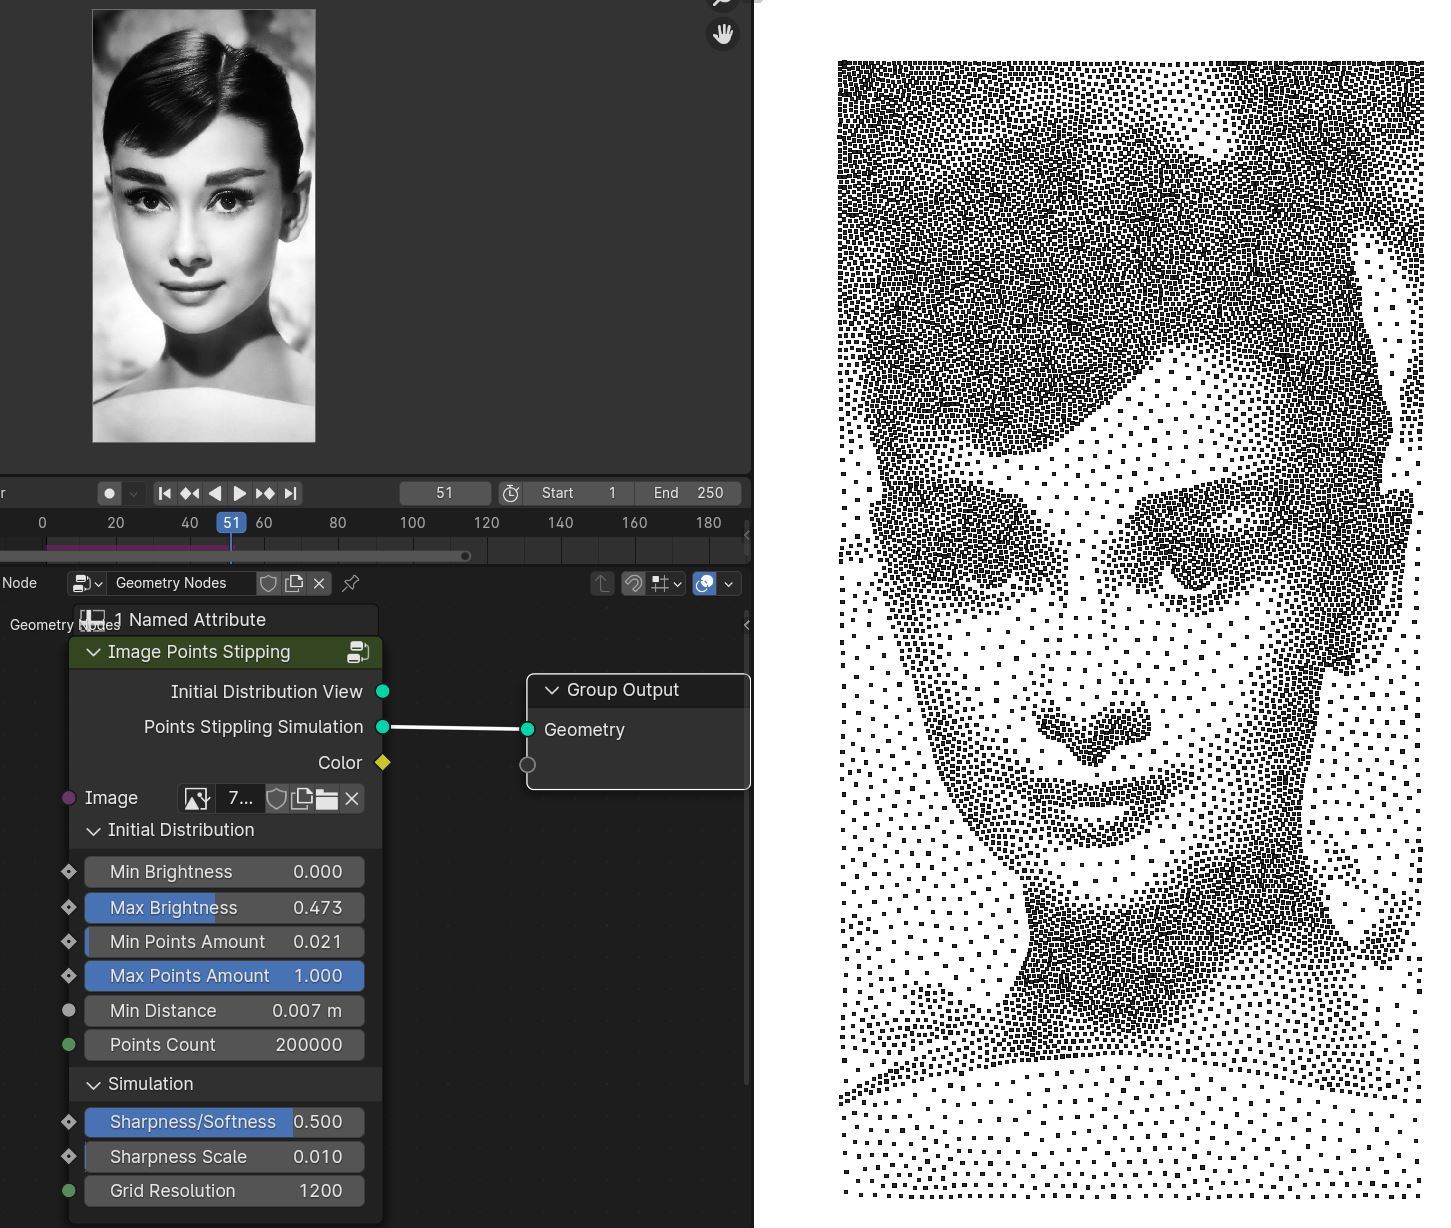 r
51
Start 1
End 250
0 20 40 51 60 80 100 120 140 160 180
Node
Geometry Nodes
Geometry Nodes
1 Named Attribute
Image Points Stipping
Initial Distribution View
Points Stippling Simulation
Color
Image 7...
Initial Distribution
Min Brightness 0.000
Max Brightness 0.473
Min Points Amount 0.021
Max Points Amount 1.000
Min Distance 0.007 m
Points Count 200000
Simulation
Sharpness/Softness 0.500
Sharpness Scale 0.010
Grid Resolution 1200
Group Output
Geometry